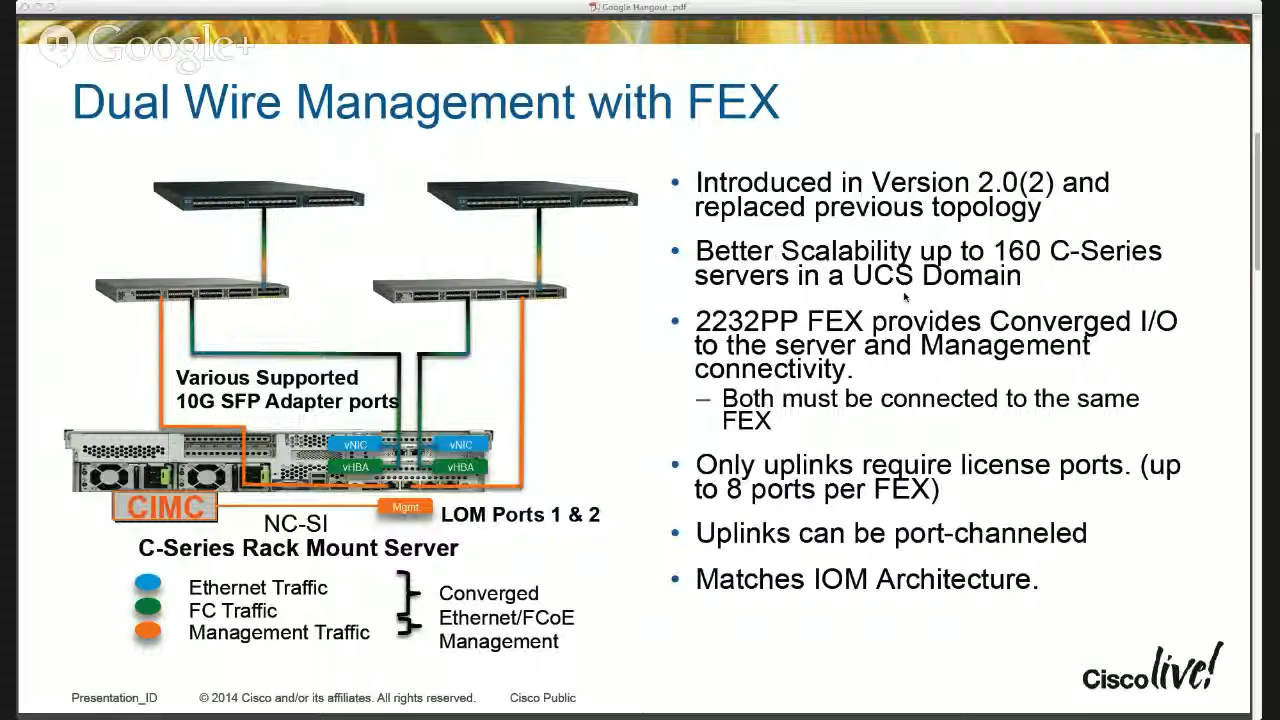 Google Hangout .pdf
Google+
Dual Wire Management with FEX
Various Supported
10G SFP Adapter ports
vNIC
vNIC
vHBA
vHBA
CIMC
Mgmt
NC-SI
LOM Ports 1 & 2
C-Series Rack Mount Server
Ethernet Traffic
FC Traffic
Management Traffic
Converged
Ethernet/FCoE
Management
• Introduced in Version 2.0(2) and
replaced previous topology
• Better Scalability up to 160 C-Series
servers in a UCS Domain
• 2232PP FEX provides Converged I/O
to the server and Management
connectivity.
– Both must be connected to the same
FEX
• Only uplinks require license ports. (up
to 8 ports per FEX)
• Uplinks can be port-channeled
• Matches IOM Architecture.
Presentation_ID
© 2014 Cisco and/or its affiliates. All rights reserved.
Cisco Public
Cisco live!